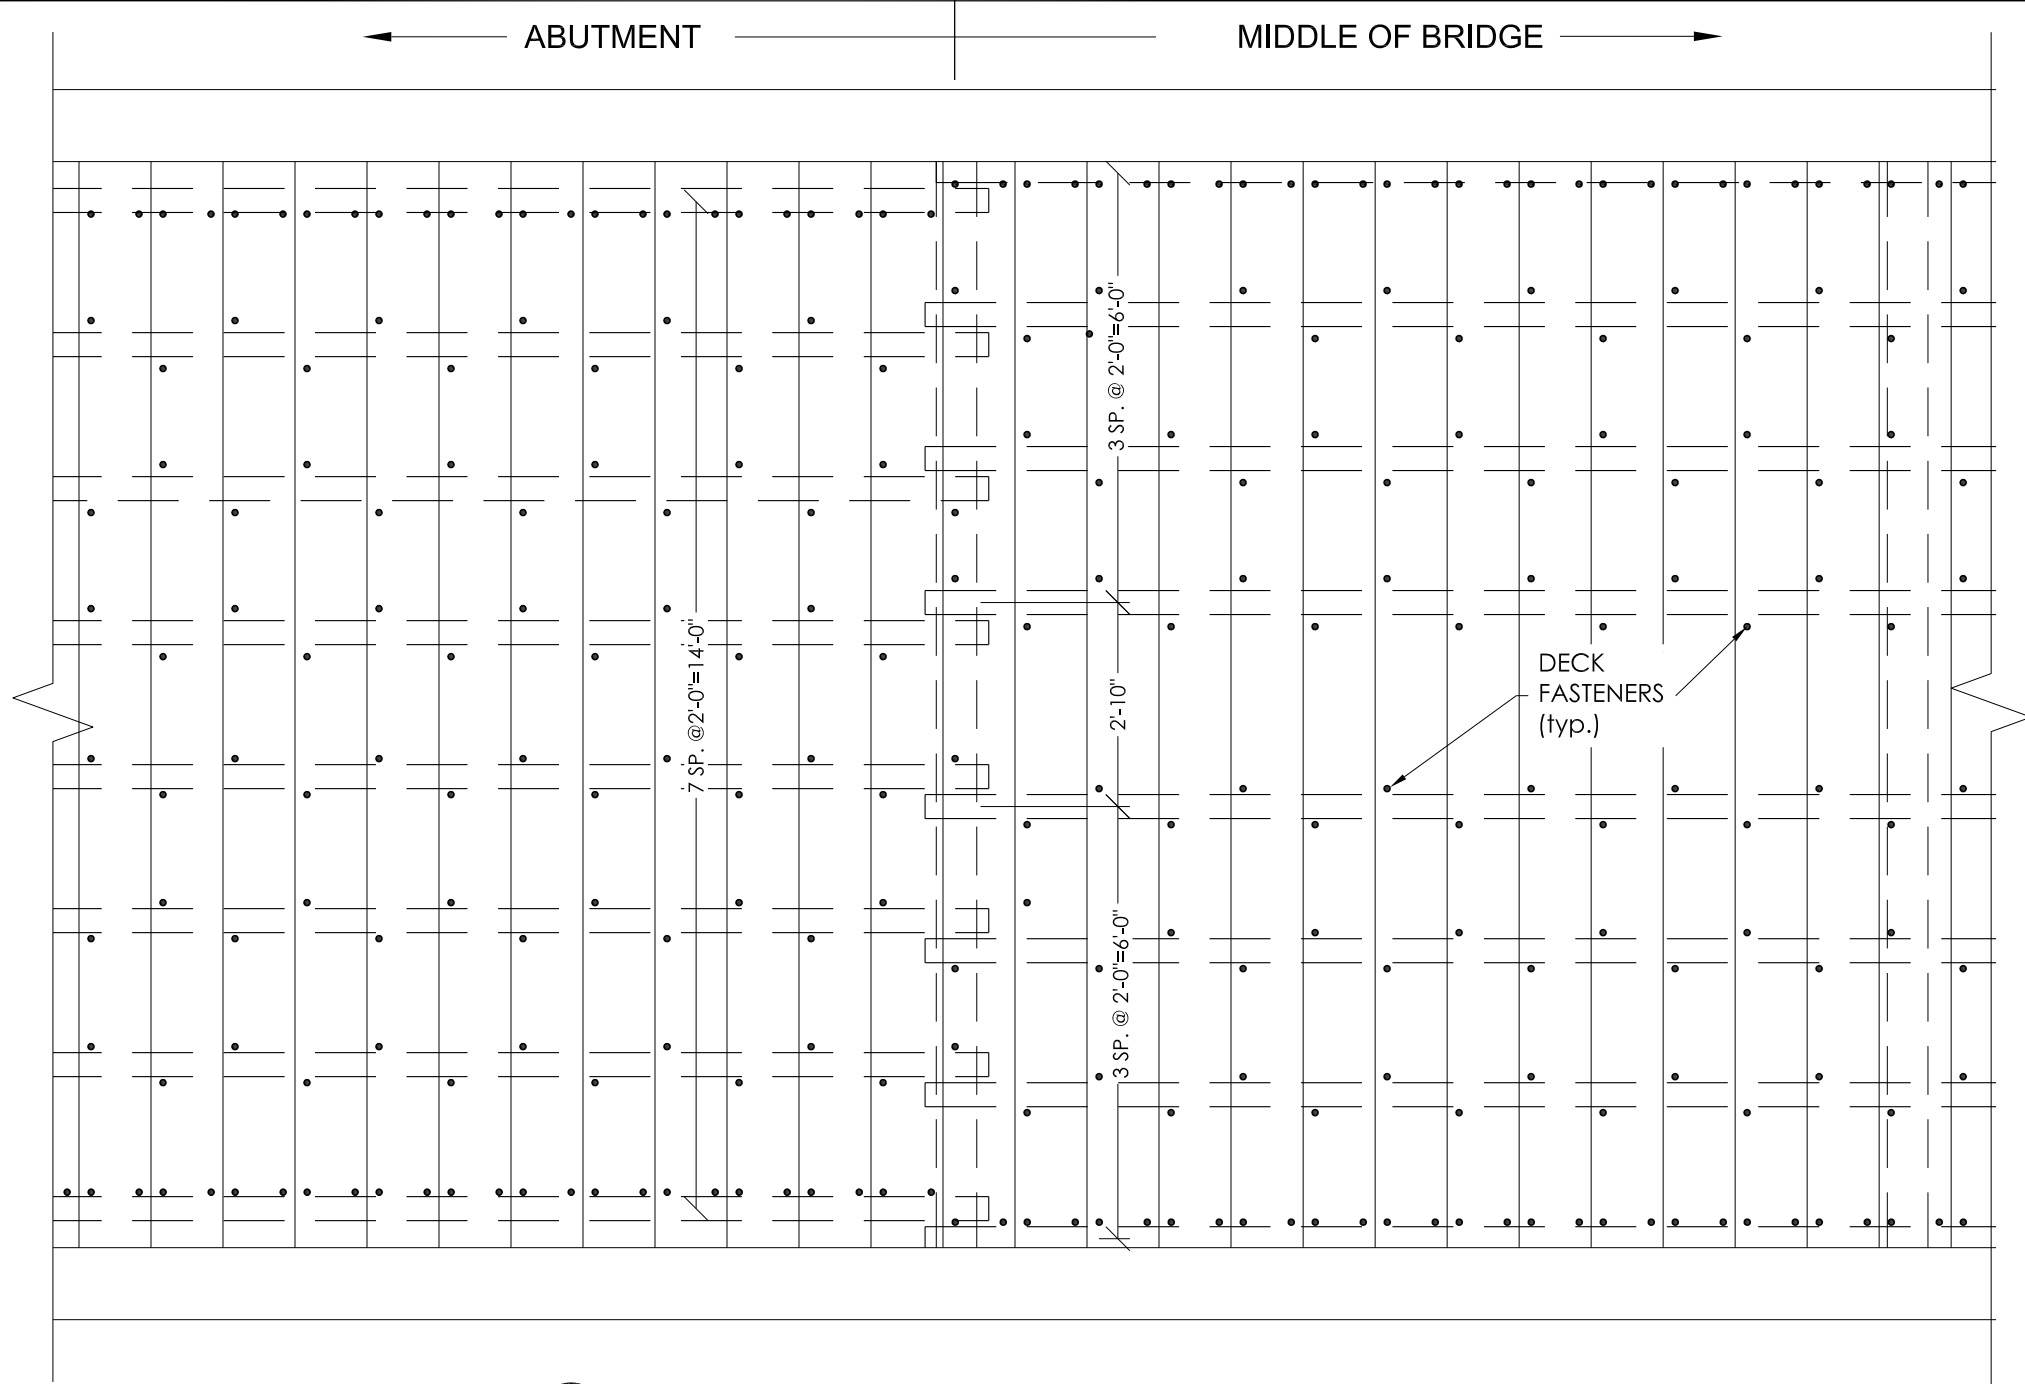 ABUTMENT
MIDDLE OF BRIDGE
3 SP. @ 2'-0"=6'-0"
7 SP. @2'-0"=14'-0"
2'-10"
DECK
FASTENERS
(typ.)
3 SP. @ 2'-0"=6'-0"